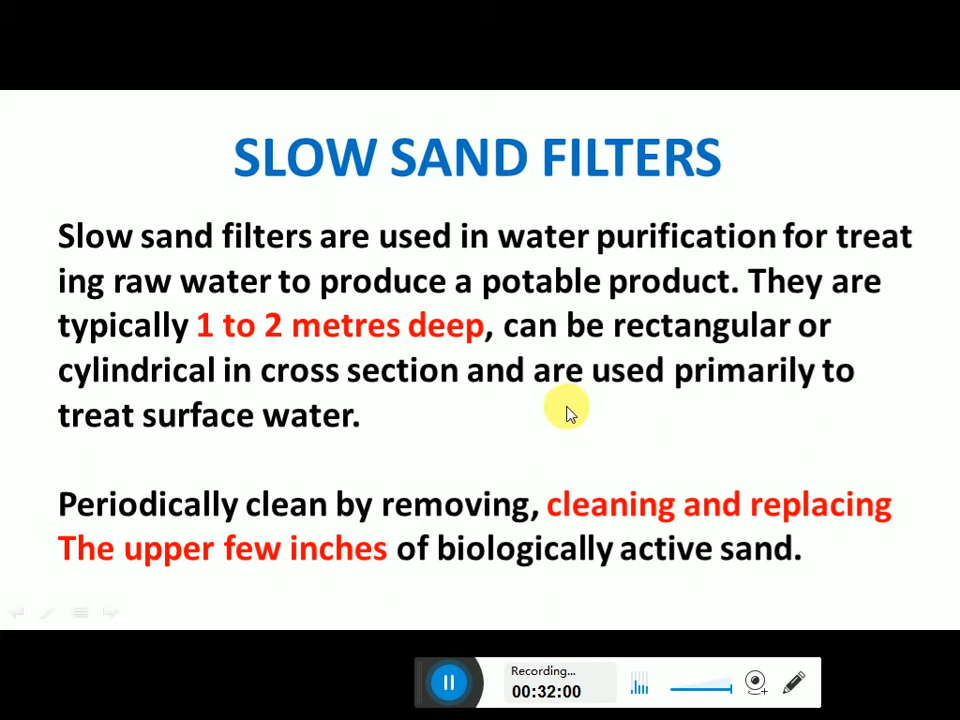 SLOW SAND FILTERS
Slow sand filters are used in water purification for treat
ing raw water to produce a potable product. They are
typically 1 to 2 metres deep, can be rectangular or
cylindrical in cross section and are used primarily to
treat surface water.
Periodically clean by removing, cleaning and replacing
The upper few inches of biologically active sand.
Recording...
00:32:00